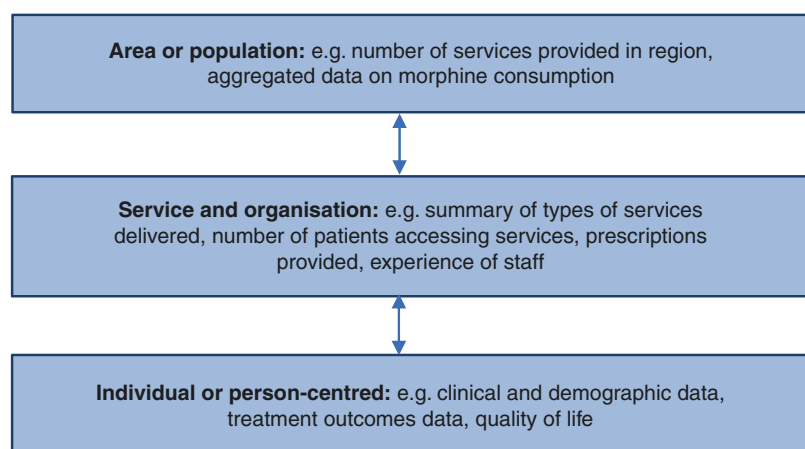 Area or population: e.g. number of services provided in region,
aggregated data on morphine consumption
Service and organisation: e.g. summary of types of services
delivered, number of patients accessing services, prescriptions
provided, experience of staff
Individual or person-centred: e.g. clinical and demographic data,
treatment outcomes data, quality of life